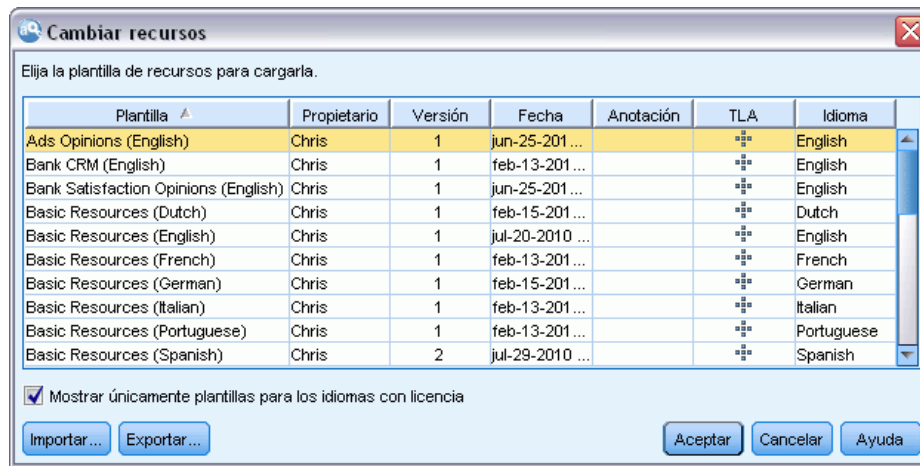 Cambiar recursos
Elija la plantilla de recursos para cargarla.
Plantilla Propietario Versión Fecha Anotación TLA Idioma
Ads Opinions (English) Chris 1 jun-25-201... English
Bank CRM (English) Chris 1 feb-13-201... English
Bank Satisfaction Opinions (English) Chris 1 jun-25-201... English
Basic Resources (Dutch) Chris 1 feb-15-201... Dutch
Basic Resources (English) Chris 1 jul-20-2010 ... English
Basic Resources (French) Chris 1 feb-13-201... French
Basic Resources (German) Chris 1 feb-15-201... German
Basic Resources (Italian) Chris 1 feb-13-201... Italian
Basic Resources (Portuguese) Chris 1 feb-13-201... Portuguese
Basic Resources (Spanish) Chris 2 jul-29-2010 ... Spanish
Mostrar únicamente plantillas para los idiomas con licencia
Importar... Exportar... Aceptar Cancelar Ayuda